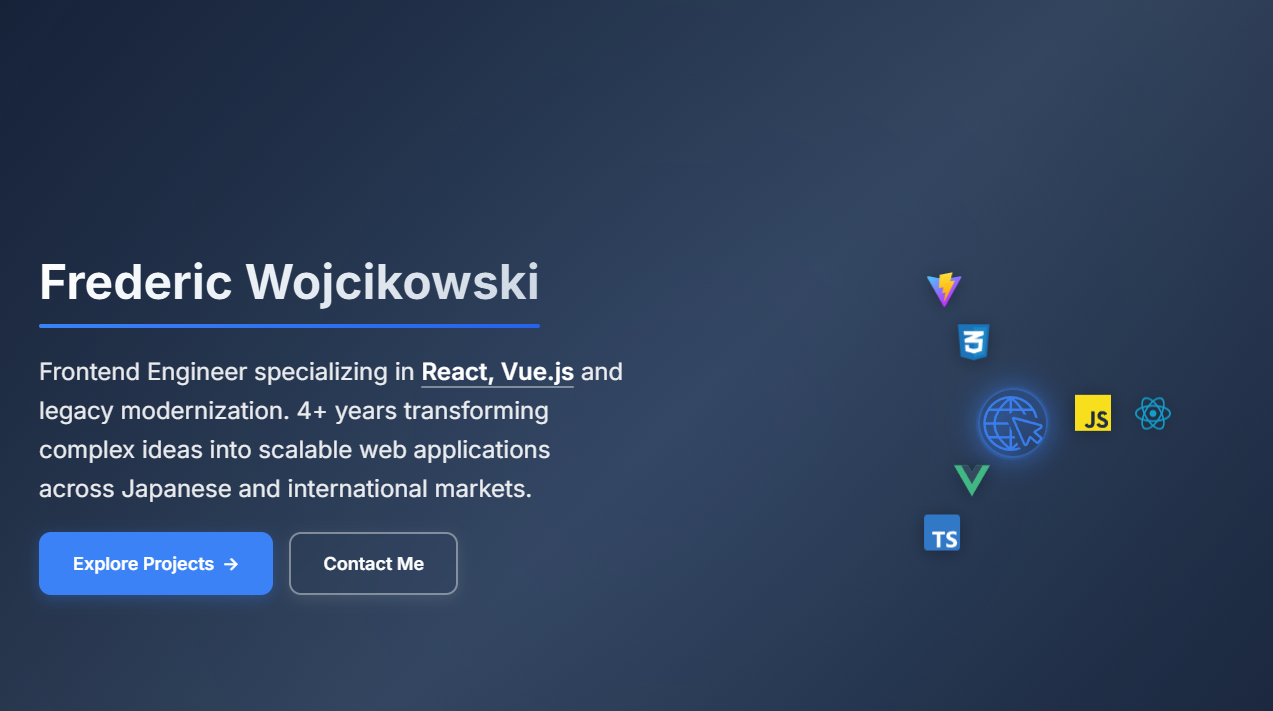 Frederic Wojcikowski
Frontend Engineer specializing in React, Vue.js and
legacy modernization. 4+ years transforming
complex ideas into scalable web applications
across Japanese and international markets.
Explore Projects →
Contact Me
3
JS
TS